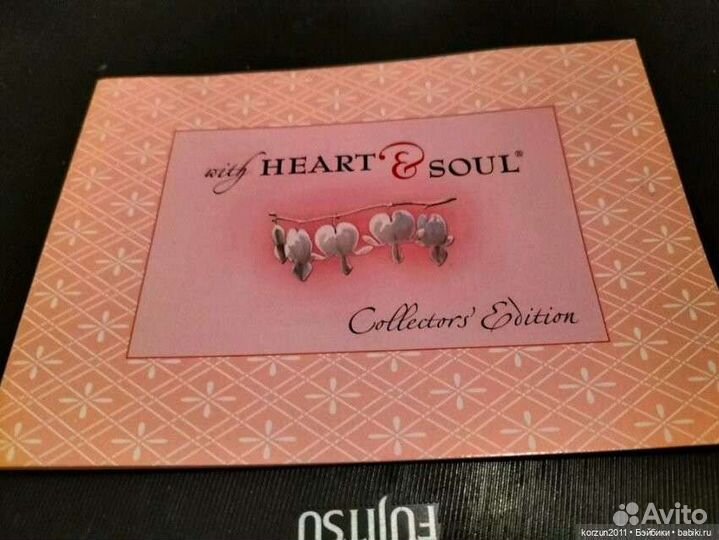 with HEART & SOUL®
Collectors' Edition
FUJITSU
Avito
korzun2011 • Бэйбики • babiki.ru